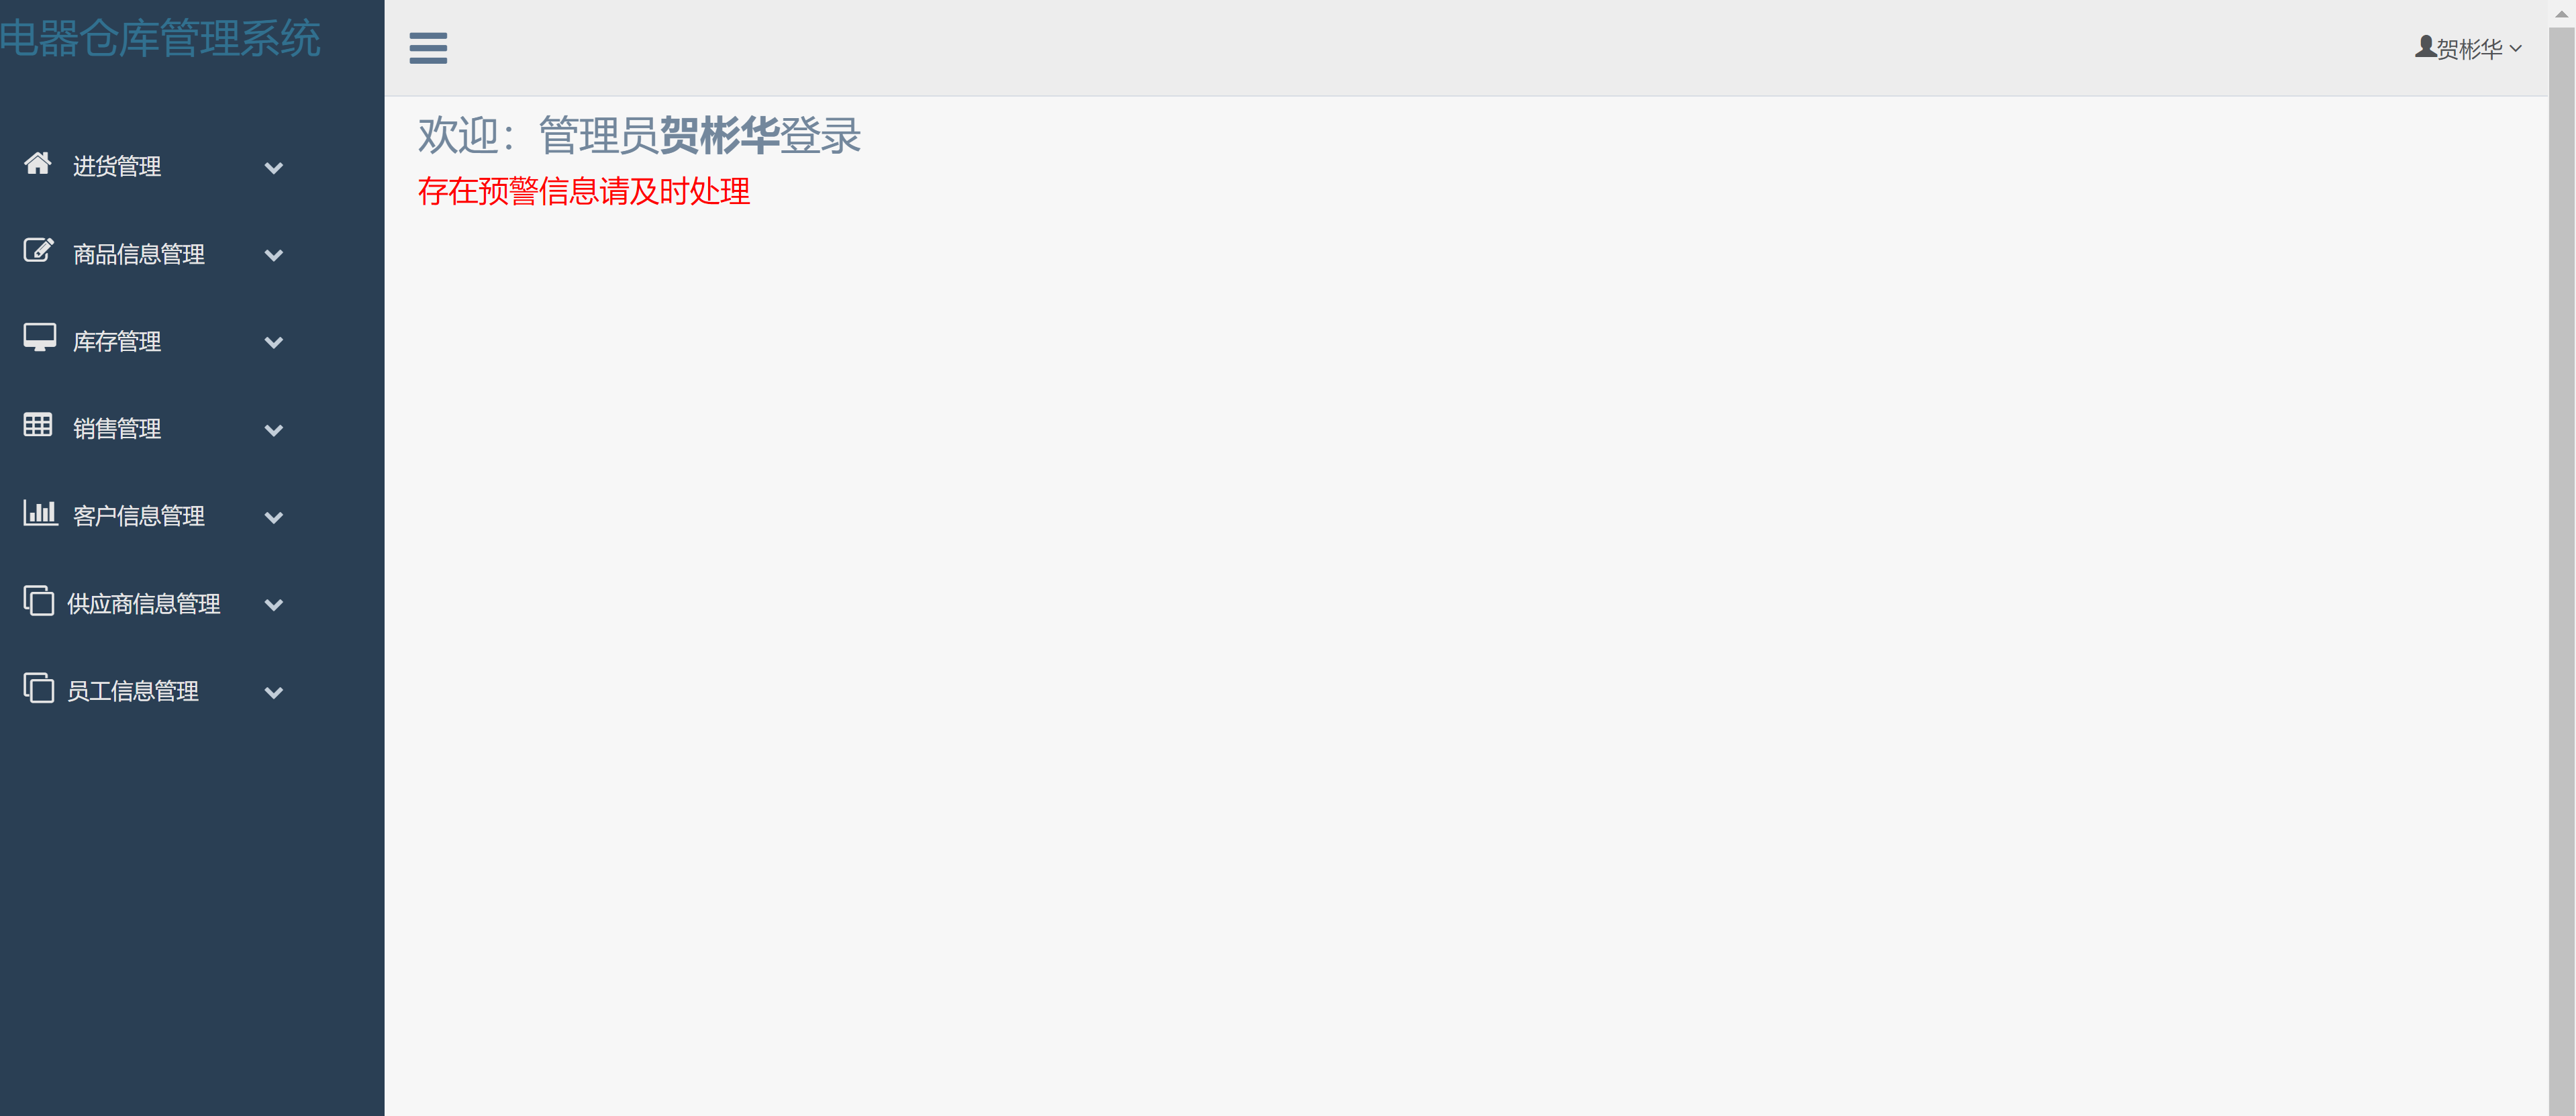 电器仓库管理系统
贺彬华
欢迎：管理员贺彬华登录
存在预警信息请及时处理
进货管理
商品信息管理
库存管理
销售管理
客户信息管理
供应商信息管理
员工信息管理